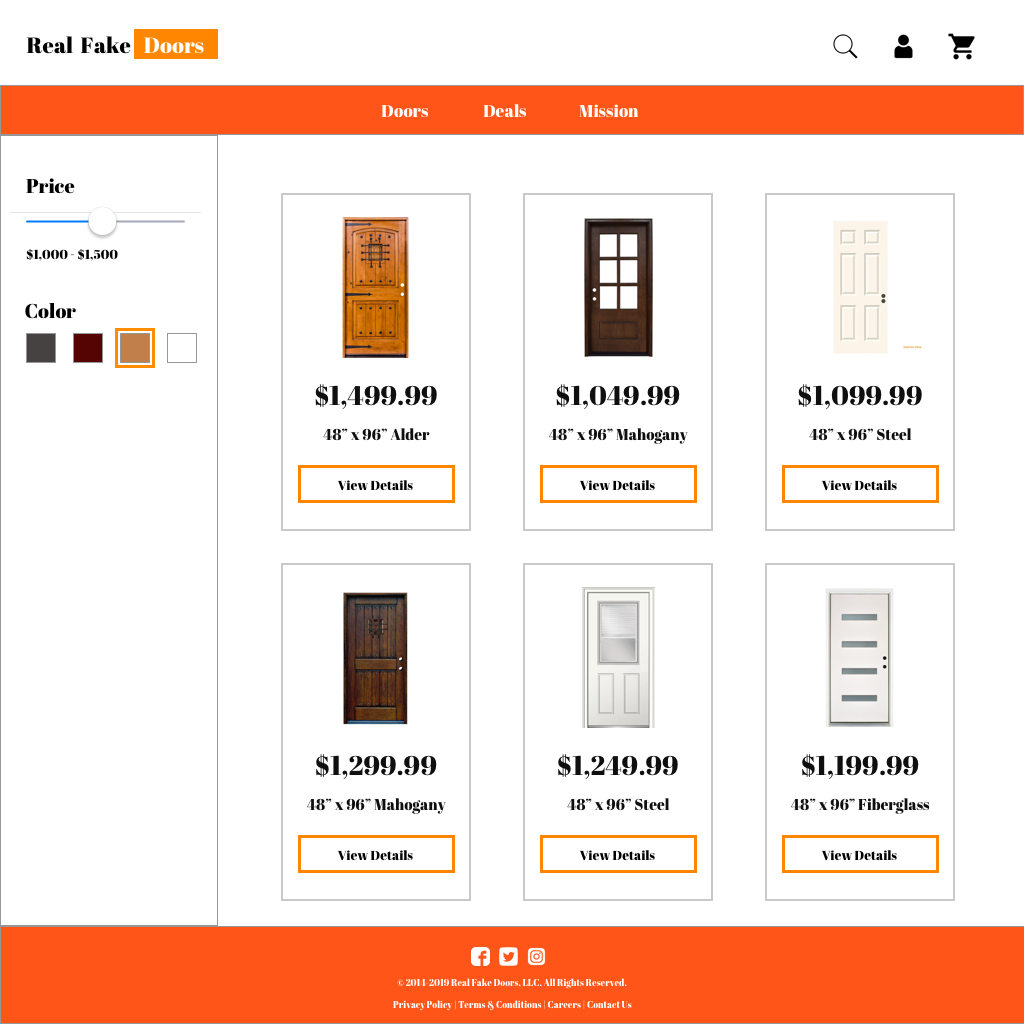 Real Fake Doors
Doors Deals Mission
Price
$1,000 - $1,500
Color
$1,499.99
48” x 96” Alder
View Details
$1,049.99
48” x 96” Mahogany
View Details
$1,099.99
48” x 96” Steel
View Details
$1,299.99
48” x 96” Mahogany
View Details
$1,249.99
48” x 96” Steel
View Details
$1,199.99
48” x 96” Fiberglass
View Details
© 2014-2019 Real Fake Doors, LLC. All Rights Reserved.
Privacy Policy | Terms & Conditions | Careers | Contact Us